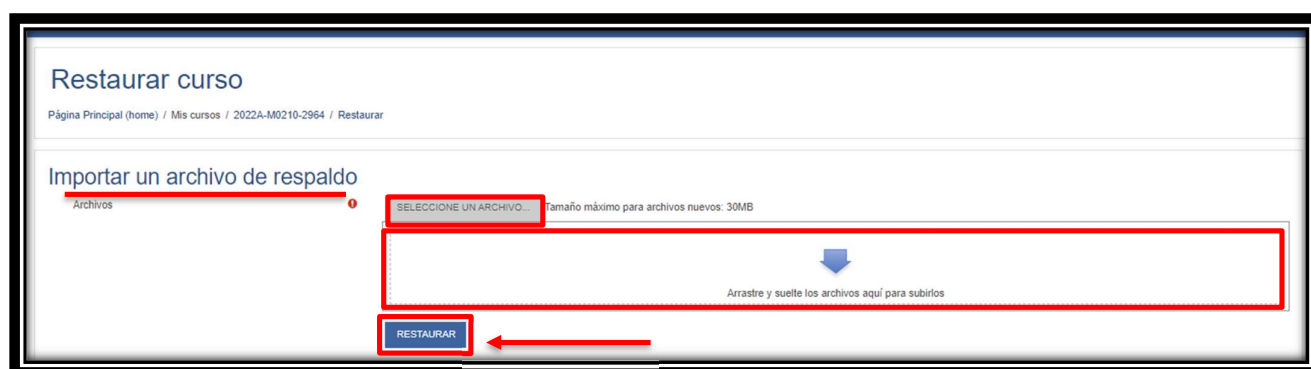 Restaurar curso
Página Principal (home) / Mis cursos / 2022A-M0210-2964 / Restaurar
Importar un archivo de respaldo
Archivos
SELECCIONE UN ARCHIVO... Tamaño máximo para archivos nuevos: 30MB
Arrastre y suelte los archivos aquí para subirlos
RESTAURAR